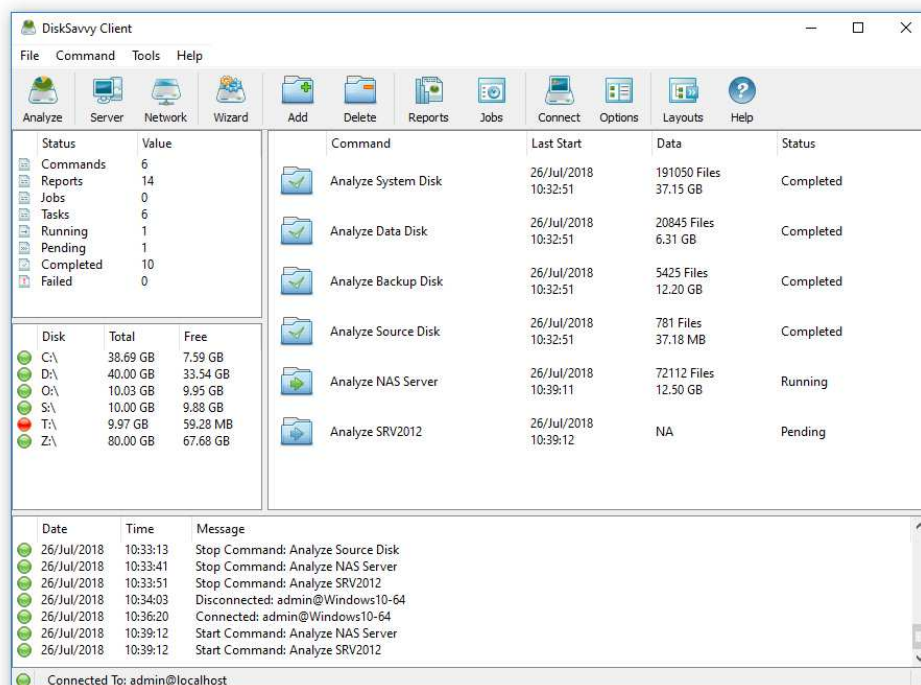 DiskSavvy Client
File Command Tools Help
Analyze Server Network Wizard Add Delete Reports Jobs Connect Options Layouts Help
Status Value
Commands 6
Reports 14
Jobs 0
Tasks 6
Running 1
Pending 1
Completed 10
Failed 0
Disk Total Free
C:\ 38.69 GB 7.59 GB
D:\ 40.00 GB 33.54 GB
O:\ 10.03 GB 9.95 GB
S:\ 10.00 GB 9.88 GB
T:\ 9.97 GB 59.28 MB
Z:\ 80.00 GB 67.68 GB
Command Last Start Data Status
Analyze System Disk 26/Jul/2018 10:32:51 191050 Files 37.15 GB Completed
Analyze Data Disk 26/Jul/2018 10:32:51 20845 Files 6.31 GB Completed
Analyze Backup Disk 26/Jul/2018 10:32:51 5425 Files 12.20 GB Completed
Analyze Source Disk 26/Jul/2018 10:32:51 781 Files 37.18 MB Completed
Analyze NAS Server 26/Jul/2018 10:39:11 72112 Files 12.50 GB Running
Analyze SRV2012 26/Jul/2018 10:39:12 NA Pending
Date Time Message
26/Jul/2018 10:33:13 Stop Command: Analyze Source Disk
26/Jul/2018 10:33:41 Stop Command: Analyze NAS Server
26/Jul/2018 10:33:51 Stop Command: Analyze SRV2012
26/Jul/2018 10:34:03 Disconnected: admin@Windows10-64
26/Jul/2018 10:36:20 Connected: admin@Windows10-64
26/Jul/2018 10:39:12 Start Command: Analyze NAS Server
26/Jul/2018 10:39:12 Start Command: Analyze SRV2012
Connected To: admin@localhost